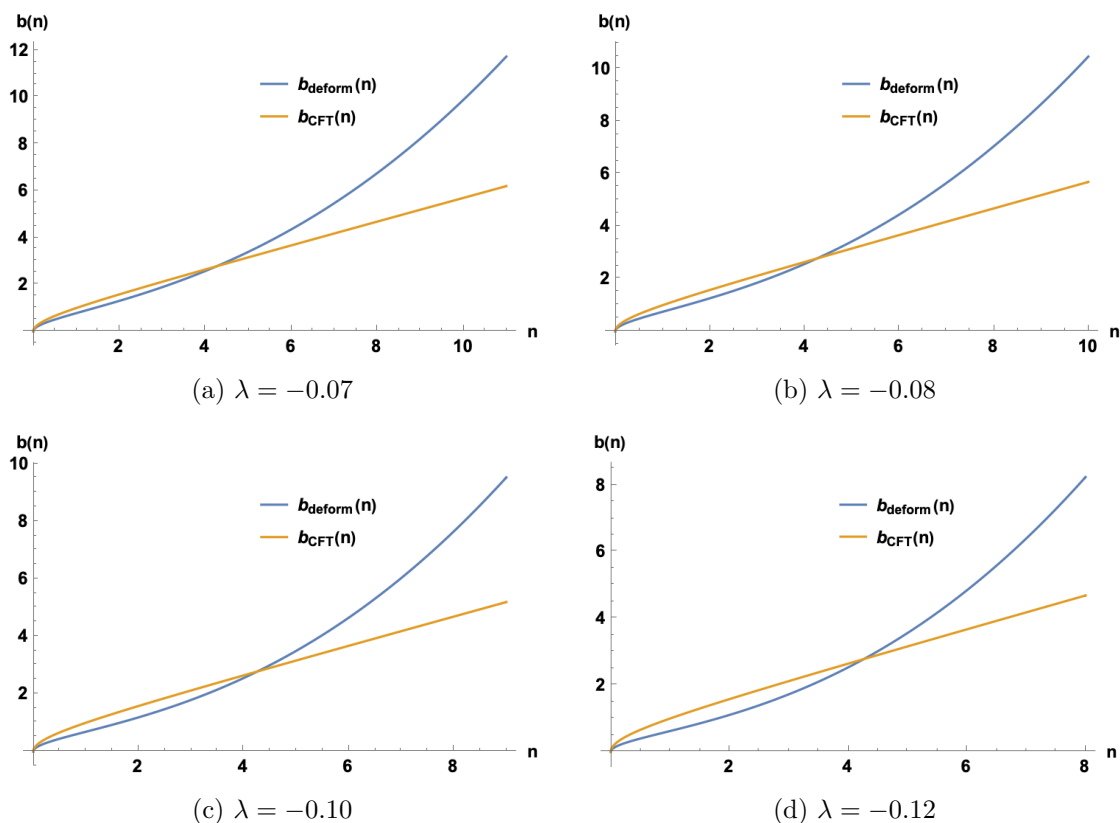 b(n)
12
10
8
6
4
2
2 4 6 8 10 n
b_deform(n)
b_CFT(n)
(a) λ = −0.07
b(n)
10
8
6
4
2
2 4 6 8 10 n
b_deform(n)
b_CFT(n)
(b) λ = −0.08
b(n)
10
8
6
4
2
2 4 6 8 n
b_deform(n)
b_CFT(n)
(c) λ = −0.10
b(n)
8
6
4
2
2 4 6 8 n
b_deform(n)
b_CFT(n)
(d) λ = −0.12